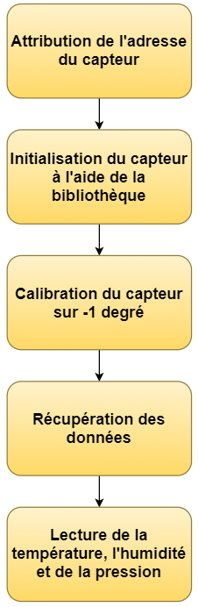 Attribution de l'adresse
du capteur
Initialisation du capteur
à l'aide de la
bibliothèque
Calibration du capteur
sur -1 degré
Récupération des
données
Lecture de la
température, l'humidité
et de la pression